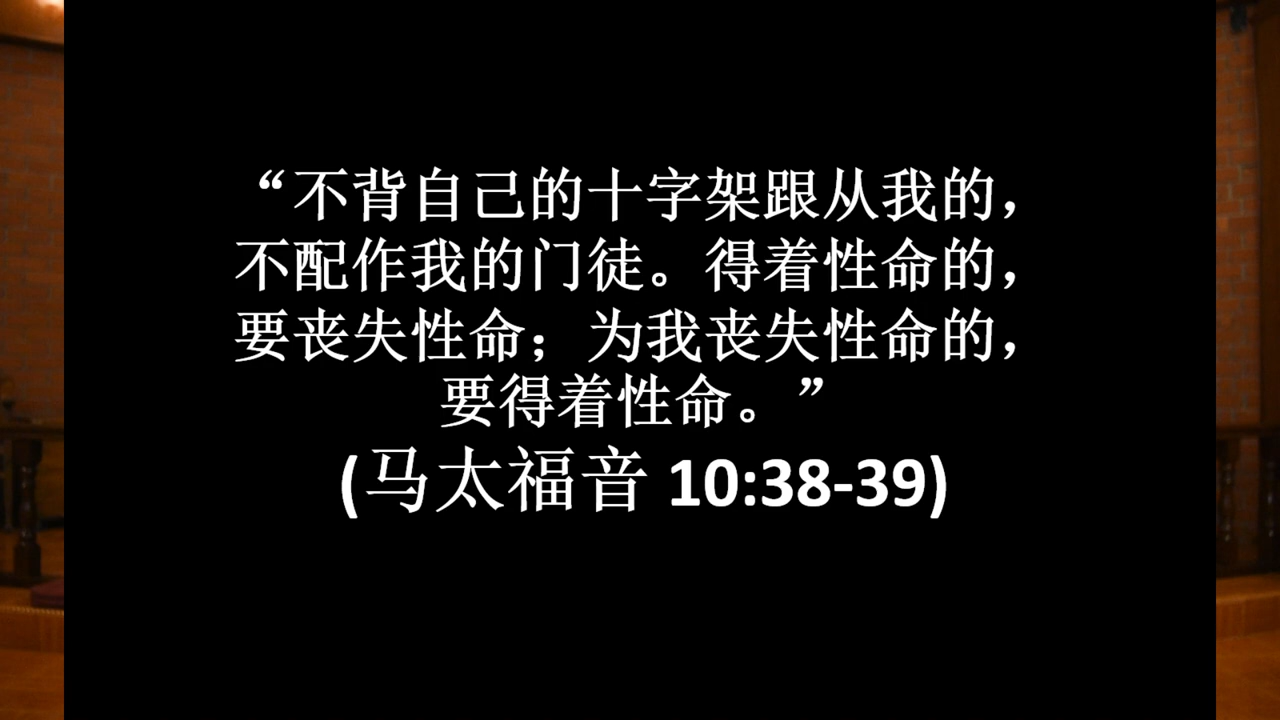 “不背自己的十字架跟从我的，
不配作我的门徒。得着性命的，
要丧失性命；为我丧失性命的，
要得着性命。”
(马太福音 10:38-39)